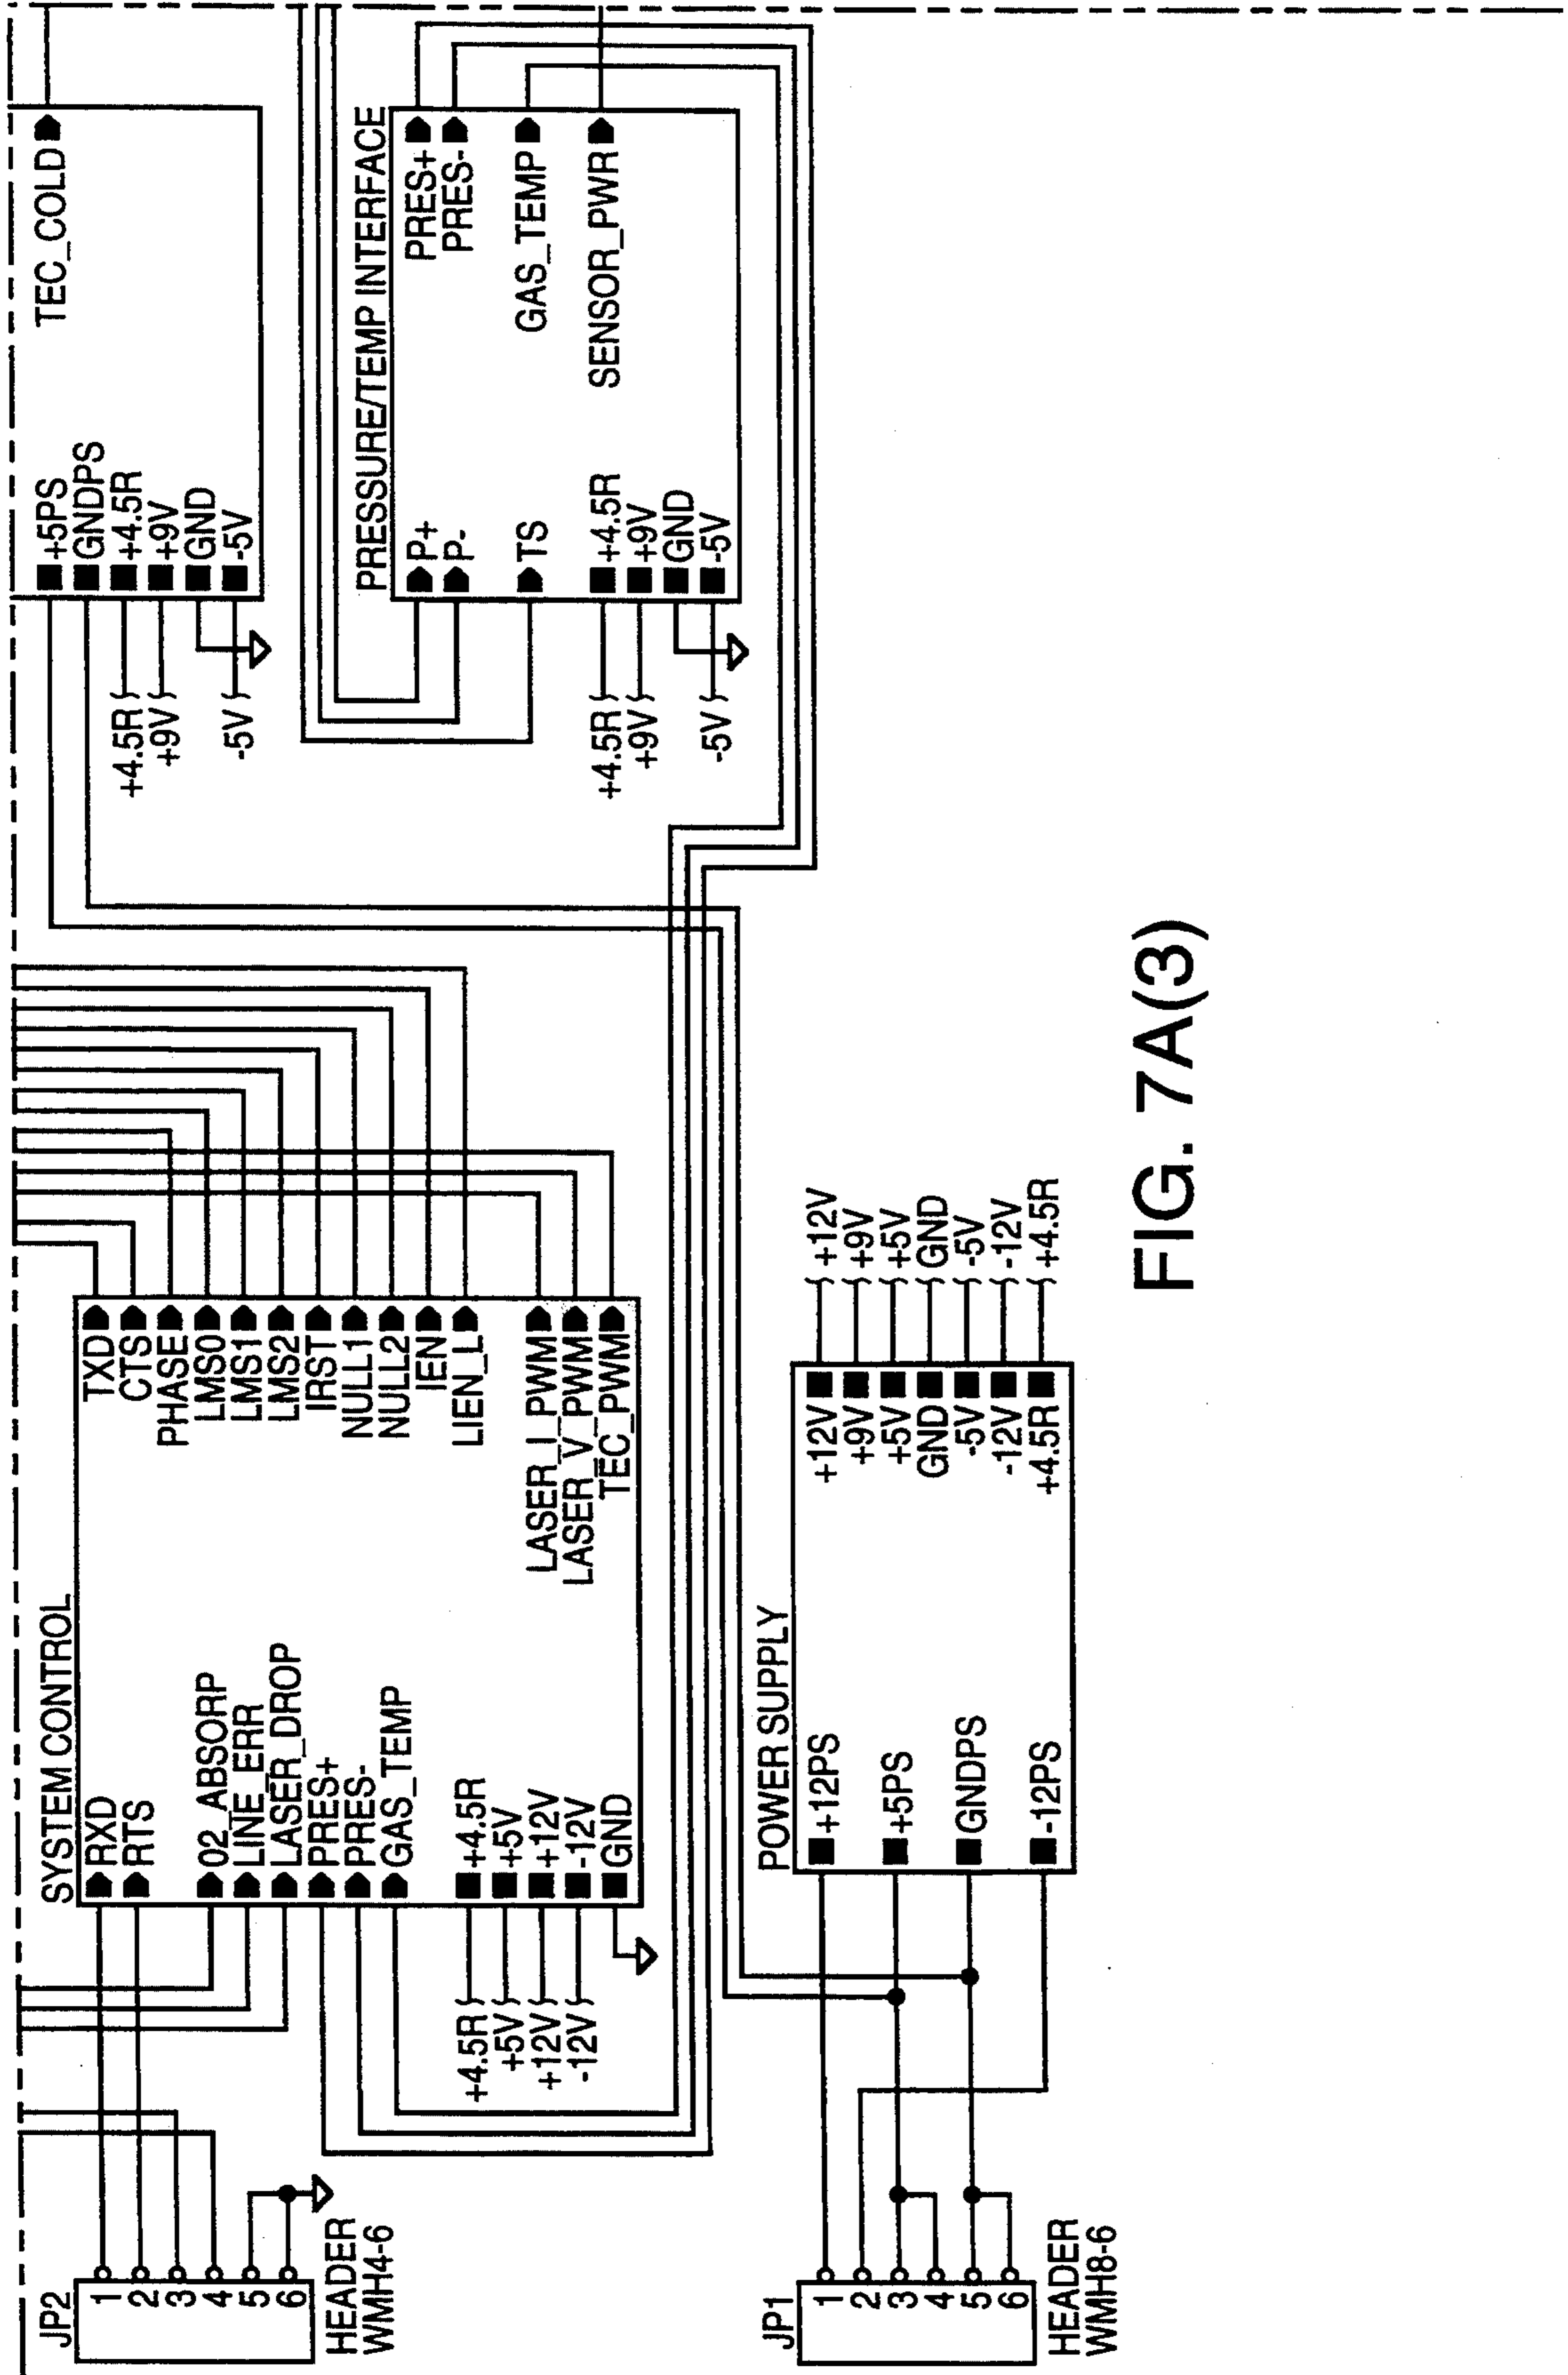 JP2
1
2
3
4
5
6
HEADER
WMH4-6
SYSTEM CONTROL
RXD
RTS
02_ABSORP
LINE_ERR
LASER_DROP
PRES+
PRES-
GAS_TEMP
+4.5R
+5V
+12V
-12V
GND
+4.5R
+5V
+12V
-12V
TXD
CTS
PHASE
LMS0
LMS1
LMS2
IRST
NULL1
NULL2
IEN
LIEN_L
LASER_I_PWM
LASER_V_PWM
TEC_PWM
+5PS
GNDPS
+4.5R
+9V
GND
-5V
+4.5R
+9V
-5V
TEC_COLD
PRESSURE/TEMP INTERFACE
P+
P-
TS
+4.5R
+9V
GND
-5V
+4.5R
+9V
-5V
PRES+
PRES-
GAS_TEMP
SENSOR_PWR
JP1
1
2
3
4
5
6
HEADER
WMH8-6
POWER SUPPLY
+12PS
+5PS
GNDPS
-12PS
+12V
+9V
+5V
GND
-5V
-12V
+4.5R
+12V
+9V
+5V
GND
-5V
-12V
+4.5R
FIG. 7A(3)